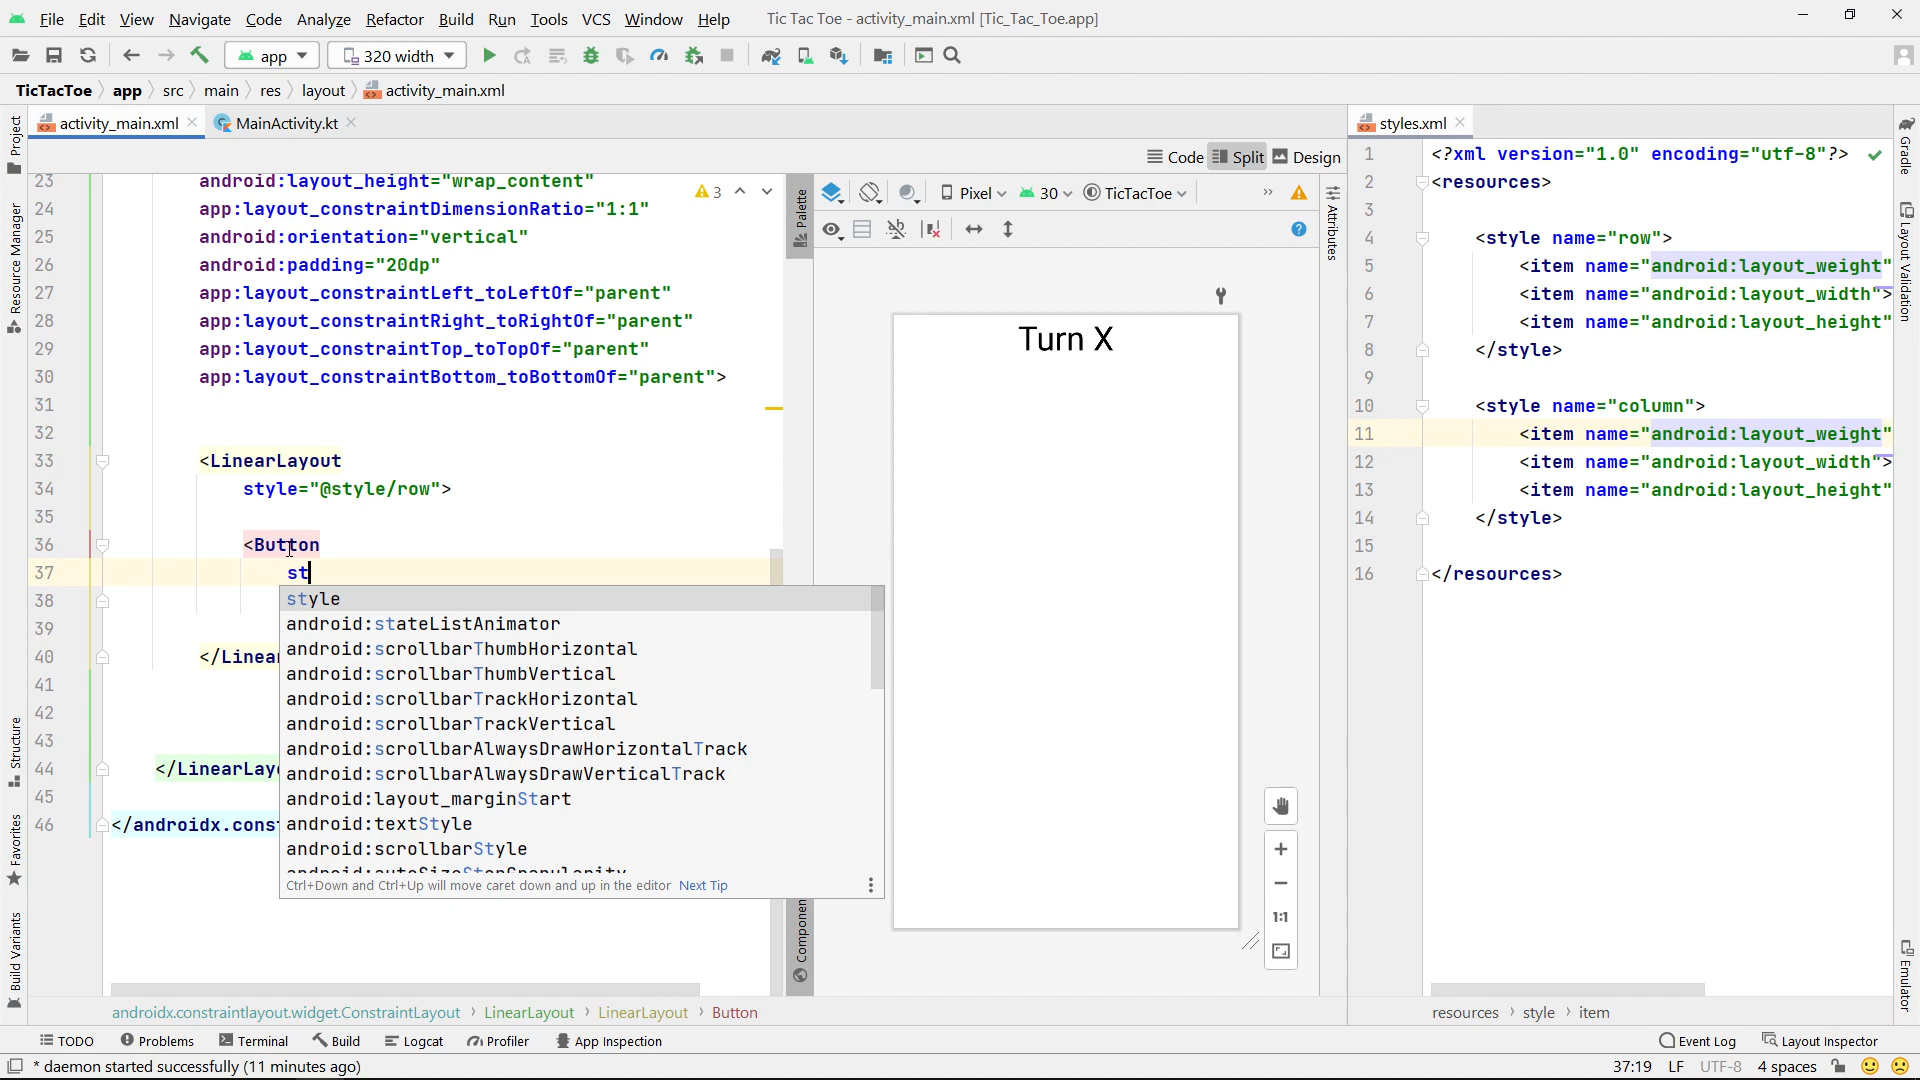 File Edit View Navigate Code Analyze Refactor Build Run Tools VCS Window Help Tic Tac Toe - activity_main.xml [Tic_Tac_Toe.app]
app 320 width
TicTacToe app src main res layout activity_main.xml
activity_main.xml MainActivity.kt styles.xml
Code Split Design
Pixel 30 TicTacToe
3
23 android:layout_height="wrap_content"
24 app:layout_constraintDimensionRatio="1:1"
25 android:orientation="vertical"
26 android:padding="20dp"
27 app:layout_constraintLeft_toLeftOf="parent"
28 app:layout_constraintRight_toRightOf="parent"
29 app:layout_constraintTop_toTopOf="parent"
30 app:layout_constraintBottom_toBottomOf="parent">
31
32
33 <LinearLayout
34 style="@style/row">
35
36 <Button
37 st
38
39
40 </Linear
41
42
43
44 </LinearLayo
45
46 </androidx.const
style
android:stateListAnimator
android:scrollbarThumbHorizontal
android:scrollbarThumbVertical
android:scrollbarTrackHorizontal
android:scrollbarTrackVertical
android:scrollbarAlwaysDrawHorizontalTrack
android:scrollbarAlwaysDrawVerticalTrack
android:layout_marginStart
android:textStyle
android:scrollbarStyle
Ctrl+Down and Ctrl+Up will move caret down and up in the editor Next Tip
Turn X
1:1
1 <?xml version="1.0" encoding="utf-8"?>
2 <resources>
3
4 <style name="row">
5 <item name="android:layout_weight"
6 <item name="android:layout_width">
7 <item name="android:layout_height"
8 </style>
9
10 <style name="column">
11 <item name="android:layout_weight"
12 <item name="android:layout_width">
13 <item name="android:layout_height"
14 </style>
15
16 </resources>
Project
Resource Manager
Structure
Favorites
Build Variants
Palette
Componen
Attributes
Gradle
Layout Validation
Emulator
androidx.constraintlayout.widget.ConstraintLayout LinearLayout LinearLayout Button
resources style item
TODO Problems Terminal Build Logcat Profiler App Inspection Event Log Layout Inspector
* daemon started successfully (11 minutes ago) 37:19 LF UTF-8 4 spaces